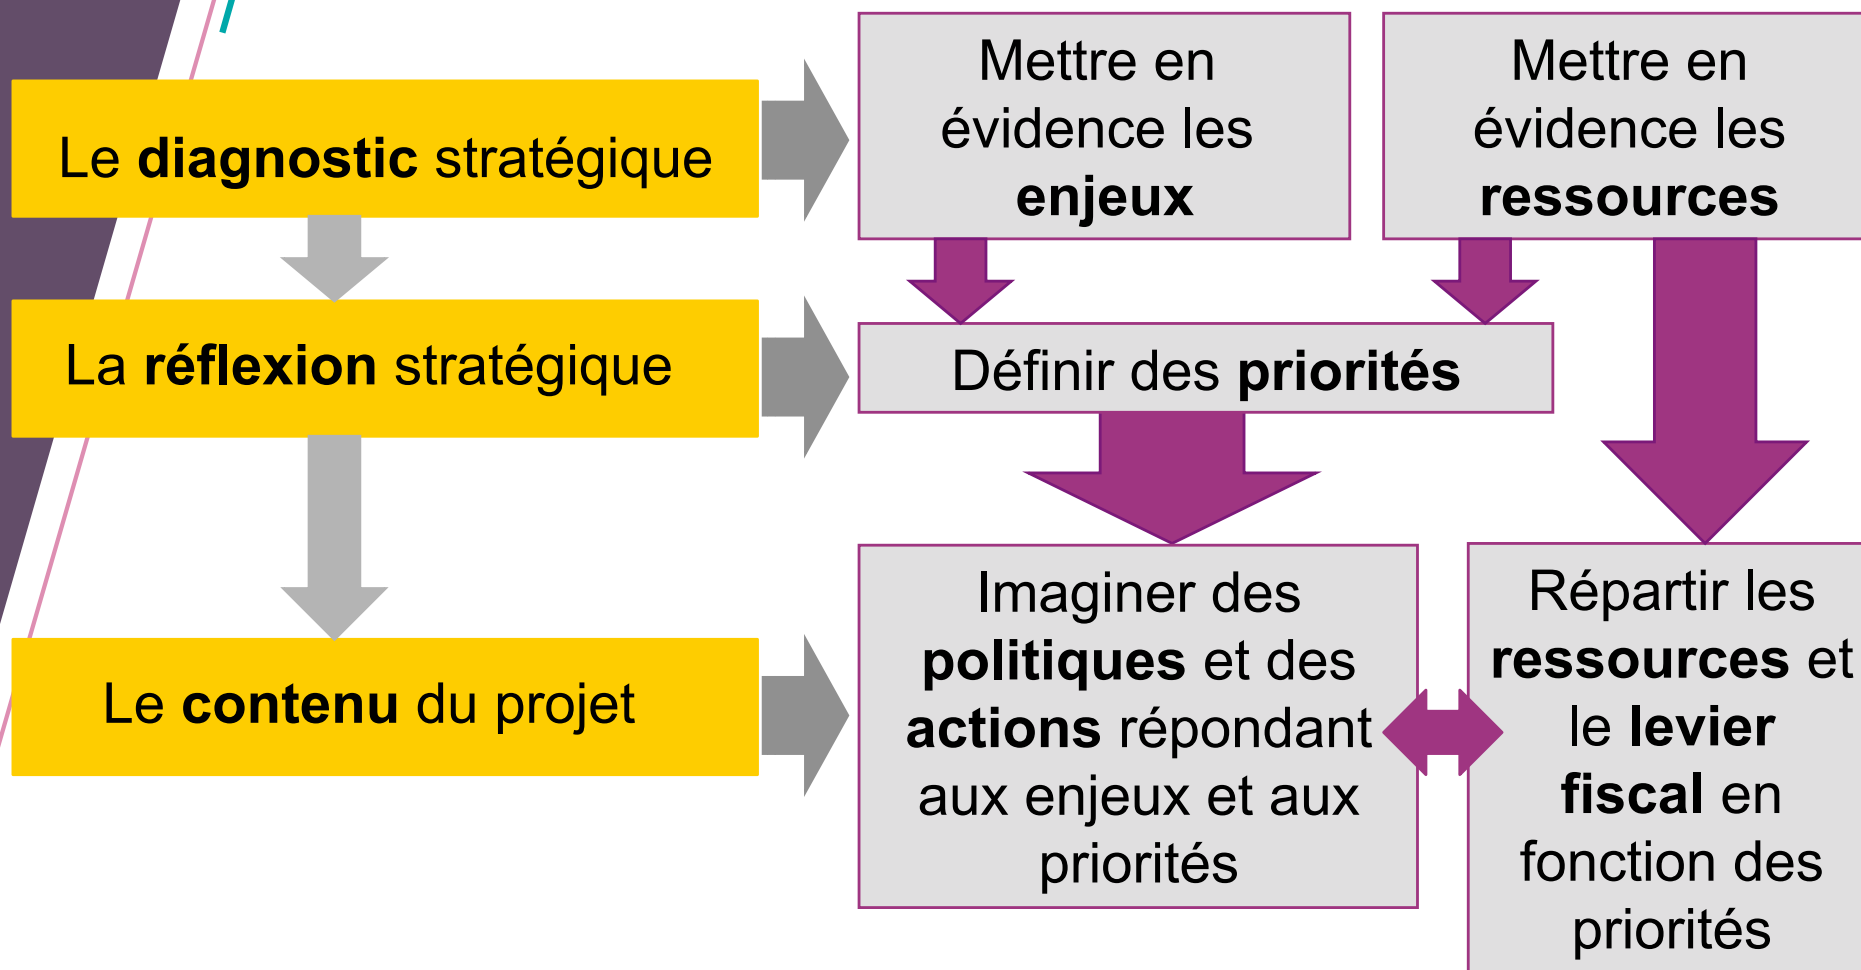 Le diagnostic stratégique
Mettre en
évidence les
enjeux
Mettre en
évidence les
ressources
La réflexion stratégique
Définir des priorités
Le contenu du projet
Imaginer des
politiques et des
actions répondant
aux enjeux et aux
priorités
Répartir les
ressources et
le levier
fiscal en
fonction des
priorités